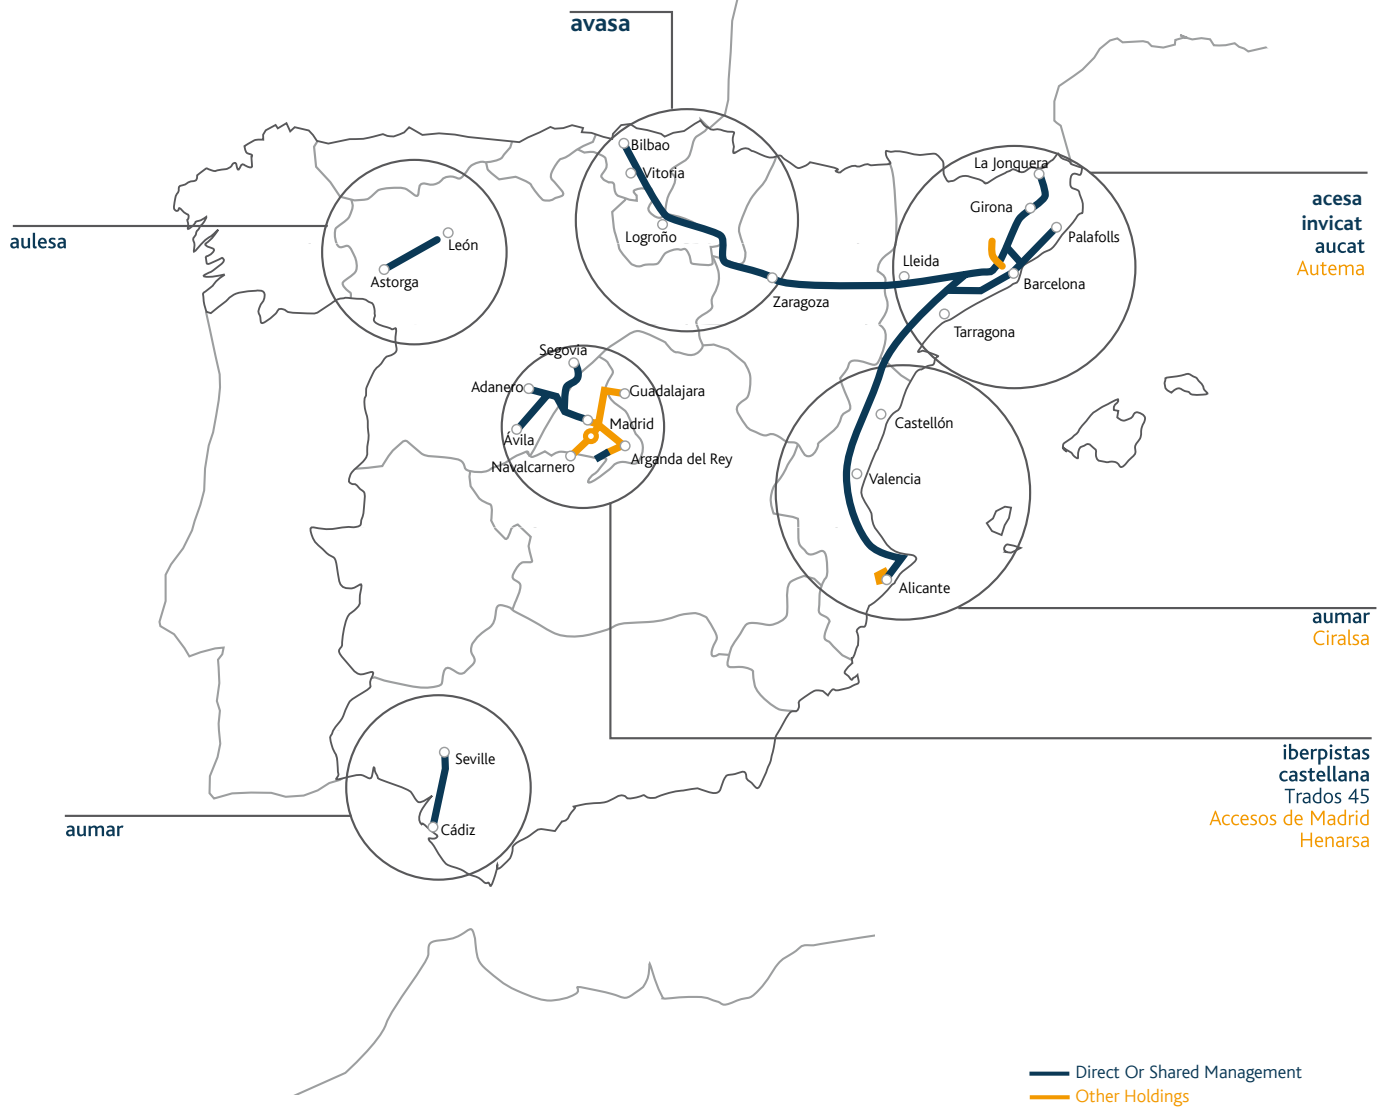 avasa
Bilbao
Vitoria
Logroño
Zaragoza
La Jonquera
Girona
Palafolls
Lleida
Barcelona
Tarragona
acesa
invicat
aucat
Autema
aulesa
León
Astorga
Segovia
Adanero
Guadalajara
Madrid
Ávila
Navalcarnero
Arganda del Rey
Castellón
Valencia
Alicante
aumar
Ciralsa
iberpistas
castellana
Trados 45
Accesos de Madrid
Henarsa
Seville
Cádiz
aumar
Direct Or Shared Management
Other Holdings